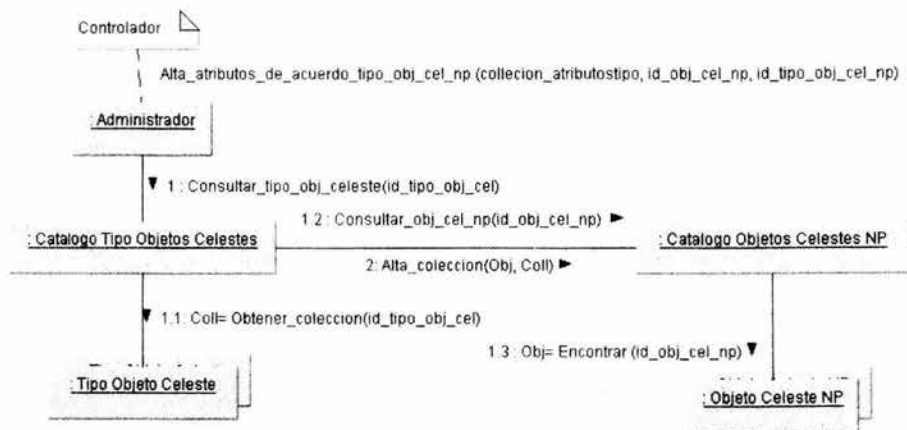 Controlador
Alta_atributos_de_acuerdo_tipo_obj_cel_np (collecion_atributostipo, id_obj_cel_np, id_tipo_obj_cel_np)
: Administrador
1 : Consultar_tipo_obj_celeste(id_tipo_obj_cel)
1.2: Consultar_obj_cel_np(id_obj_cel_np)
: Catalogo Tipo Objetos Celestes
: Catalogo Objetos Celestes NP
2: Alta_coleccion(Obj, Coll)
1.1: Coll= Obtener_coleccion(id_tipo_obj_cel)
1.3 : Obj= Encontrar (id_obj_cel_np)
: Tipo Objeto Celeste
: Objeto Celeste NP